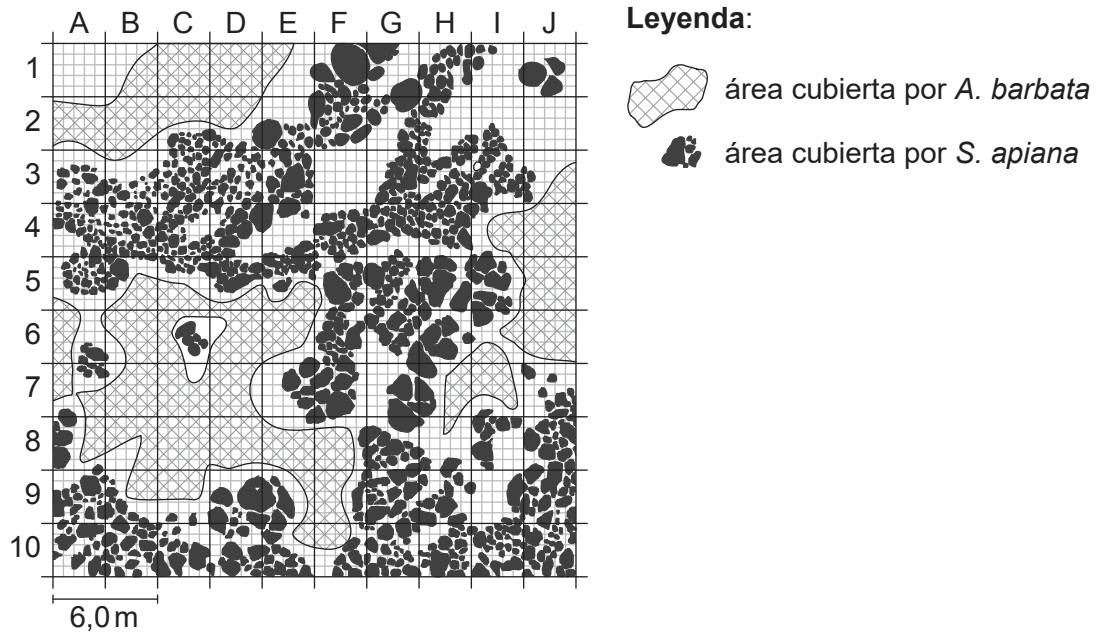 A B C D E F G H I J
1
2
3
4
5
6
7
8
9
10
6,0 m
Leyenda:
área cubierta por A. barbata
área cubierta por S. apiana